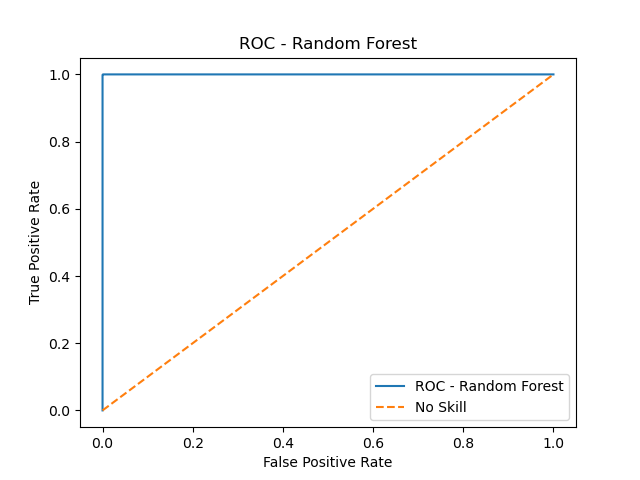 ROC - Random Forest
1.0
0.8
0.6
0.4
0.2
0.0
True Positive Rate
0.0 0.2 0.4 0.6 0.8 1.0
False Positive Rate
ROC - Random Forest
No Skill